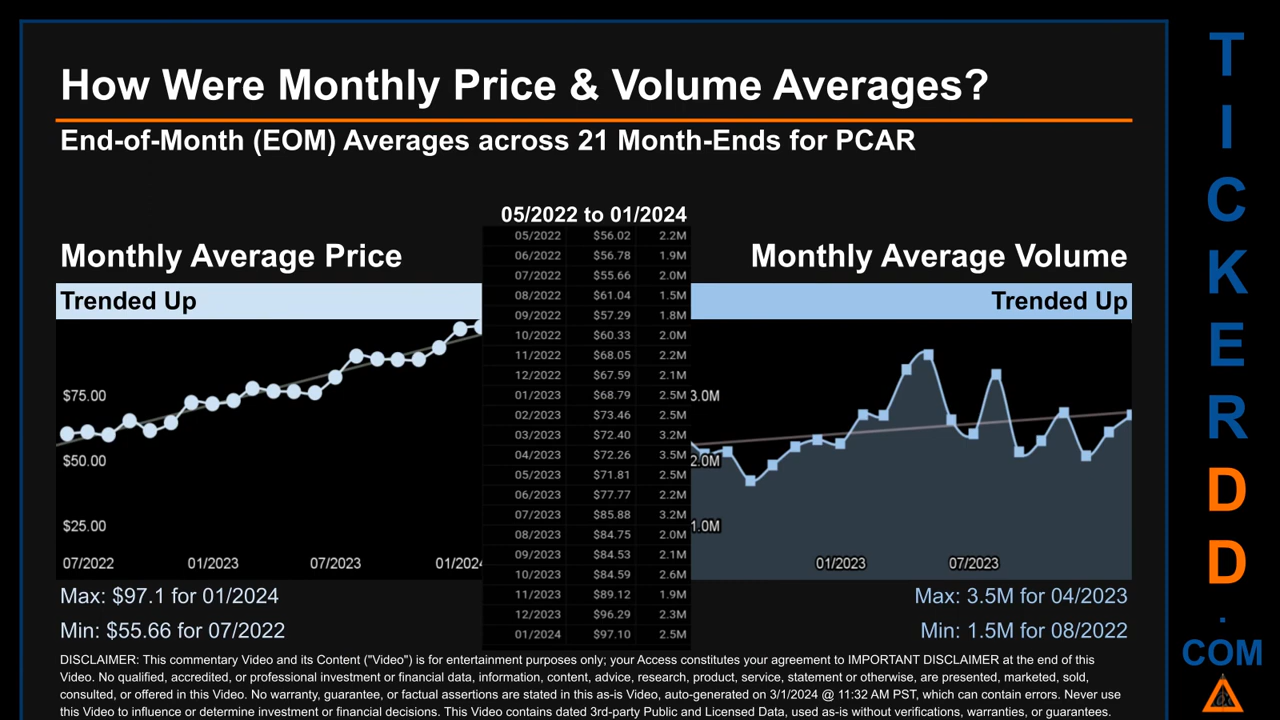 How Were Monthly Price & Volume Averages?
End-of-Month (EOM) Averages across 21 Month-Ends for PCAR
05/2022 to 01/2024
Monthly Average Price
Trended Up
$75.00
$50.00
$25.00
07/2022 01/2023 07/2023 01/2024
Max: $97.1 for 01/2024
Min: $55.66 for 07/2022
05/2022 $56.02 2.2M
06/2022 $56.78 1.9M
07/2022 $55.66 2.0M
08/2022 $61.04 1.5M
09/2022 $57.29 1.8M
10/2022 $60.33 2.0M
11/2022 $68.05 2.2M
12/2022 $67.59 2.1M
01/2023 $68.79 2.5M
02/2023 $73.46 2.5M
03/2023 $72.40 3.2M
04/2023 $72.26 3.5M
05/2023 $71.81 2.5M
06/2023 $77.77 2.2M
07/2023 $85.88 3.2M
08/2023 $84.75 2.0M
09/2023 $84.53 2.1M
10/2023 $84.59 2.6M
11/2023 $89.12 1.9M
12/2023 $96.29 2.3M
01/2024 $97.10 2.5M
Monthly Average Volume
Trended Up
3.0M
2.0M
1.0M
01/2023 07/2023
Max: 3.5M for 04/2023
Min: 1.5M for 08/2022
DISCLAIMER: This commentary Video and its Content ("Video") is for entertainment purposes only; your Access constitutes your agreement to IMPORTANT DISCLAIMER at the end of this
Video. No qualified, accredited, or professional investment or financial data, information, content, advice, research, product, service, statement or otherwise, are presented, marketed, sold,
consulted, or offered in this Video. No warranty, guarantee, or factual assertions are stated in this as-is Video, auto-generated on 3/1/2024 @ 11:32 AM PST, which can contain errors. Never use
this Video to influence or determine investment or financial decisions. This Video contains dated 3rd-party Public and Licensed Data, used as-is without verifications, warranties, or guarantees.
T
I
C
K
E
R
D
D
.
COM